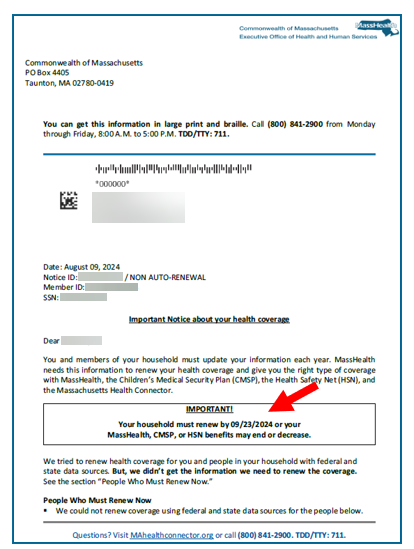 Commonwealth of Massachusetts
Executive Office of Health and Human Services
MassHealth
Commonwealth of Massachusetts
PO Box 4405
Taunton, MA 02780-0419
You can get this information in large print and braille. Call (800) 841-2900 from Monday
through Friday, 8:00 A.M. to 5:00 P.M. TDD/TTY: 711.
*000000*
Date: August 09, 2024
Notice ID: / NON AUTO-RENEWAL
Member ID:
SSN:
Important Notice about your health coverage
Dear
You and members of your household must update your information each year. MassHealth
needs this information to renew your health coverage and give you the right type of coverage
with MassHealth, the Children's Medical Security Plan (CMSP), the Health Safety Net (HSN), and
the Massachusetts Health Connector.
IMPORTANT!
Your household must renew by 09/23/2024 or your
MassHealth, CMSP, or HSN benefits may end or decrease.
We tried to renew health coverage for you and people in your household with federal and
state data sources. But, we didn't get the information we need to renew the coverage.
See the section "People Who Must Renew Now."
People Who Must Renew Now
• We could not renew coverage using federal and state data sources for the people below.
Questions? Visit MAhealthconnector.org or call (800) 841-2900. TDD/TTY: 711.